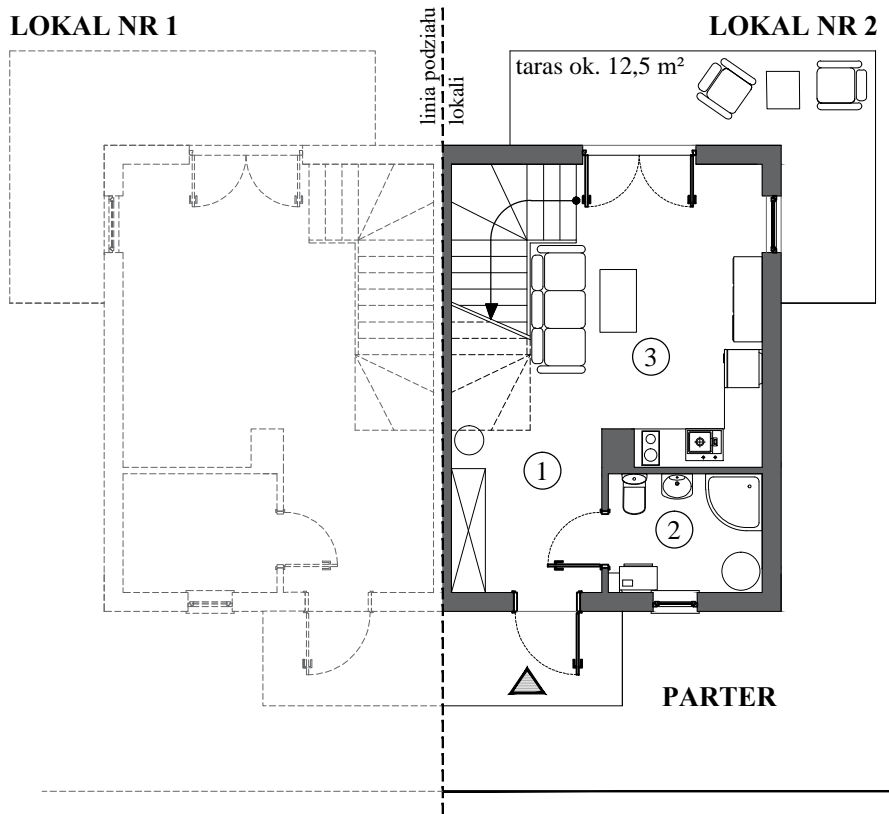 LOKAL NR 1
LOKAL NR 2
linia podziału
lokali
taras ok. 12,5 m²
3
1
2
PARTER